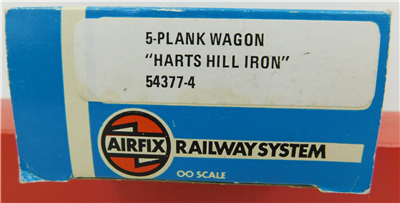 5-PLANK WAGON
"HARTS HILL IRON"
54377-4
AIRFIX RAILWAY SYSTEM
OO SCALE